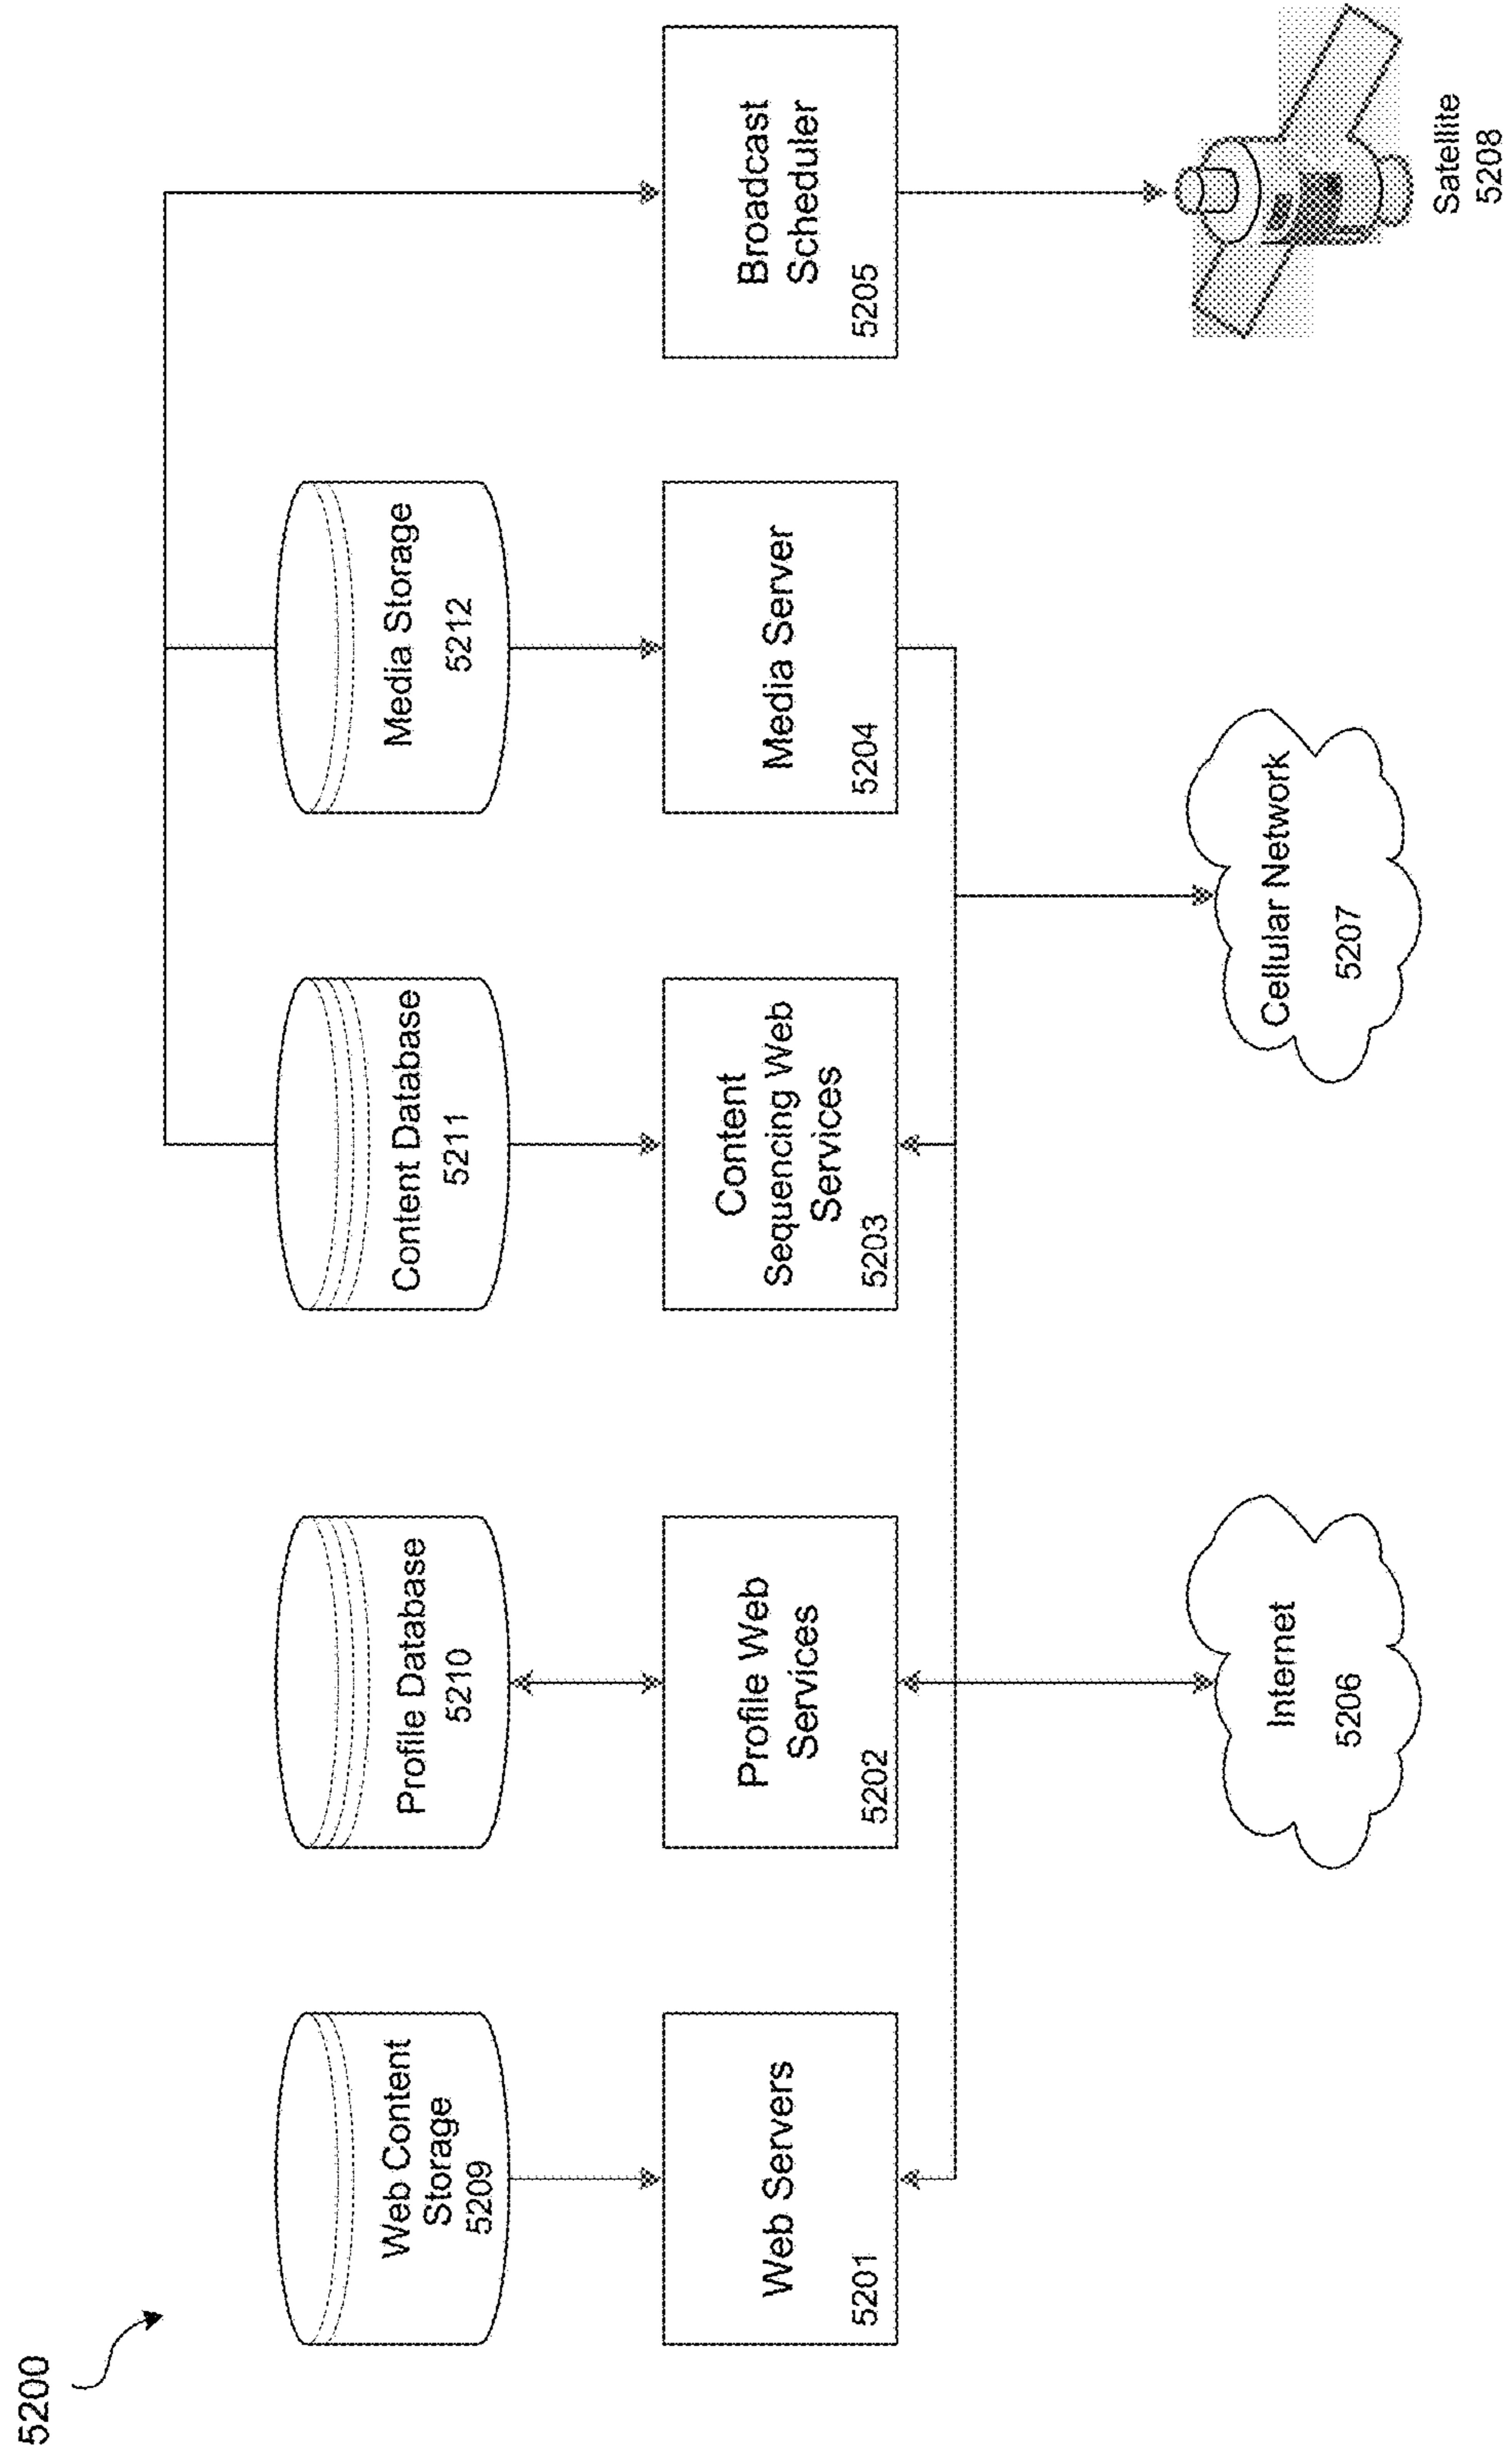 5200
Web Content
Storage
5209
Profile Database
5210
Content Database
5211
Media Storage
5212
Web Servers
5201
Profile Web
Services
5202
Content
Sequencing Web
Services
5203
Media Server
5204
Broadcast
Scheduler
5205
Internet
5206
Cellular Network
5207
Satellite
5208